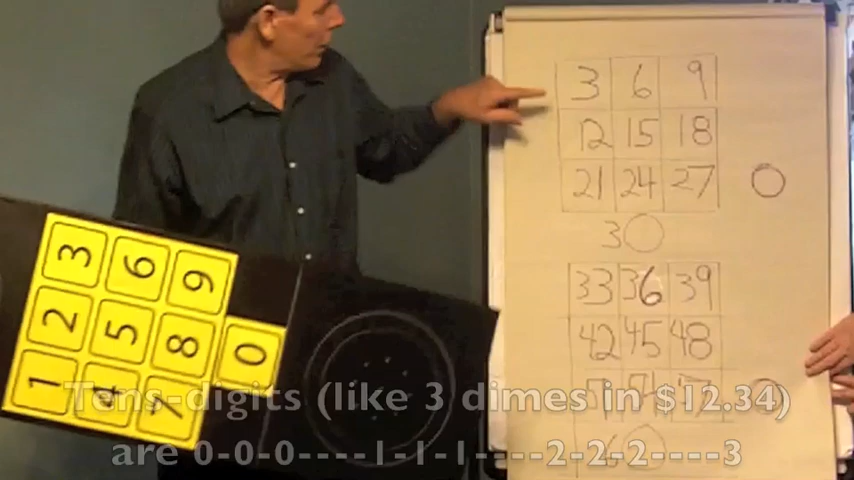 3 6 9
12 15 18
21 24 27
30
33 36 39
42 45 48
3 6 9
2 5 8 0
1 4 7
Tens-digits (like 3 dimes in $12.34)
are 0-0-0----1-1-1----2-2-2----3